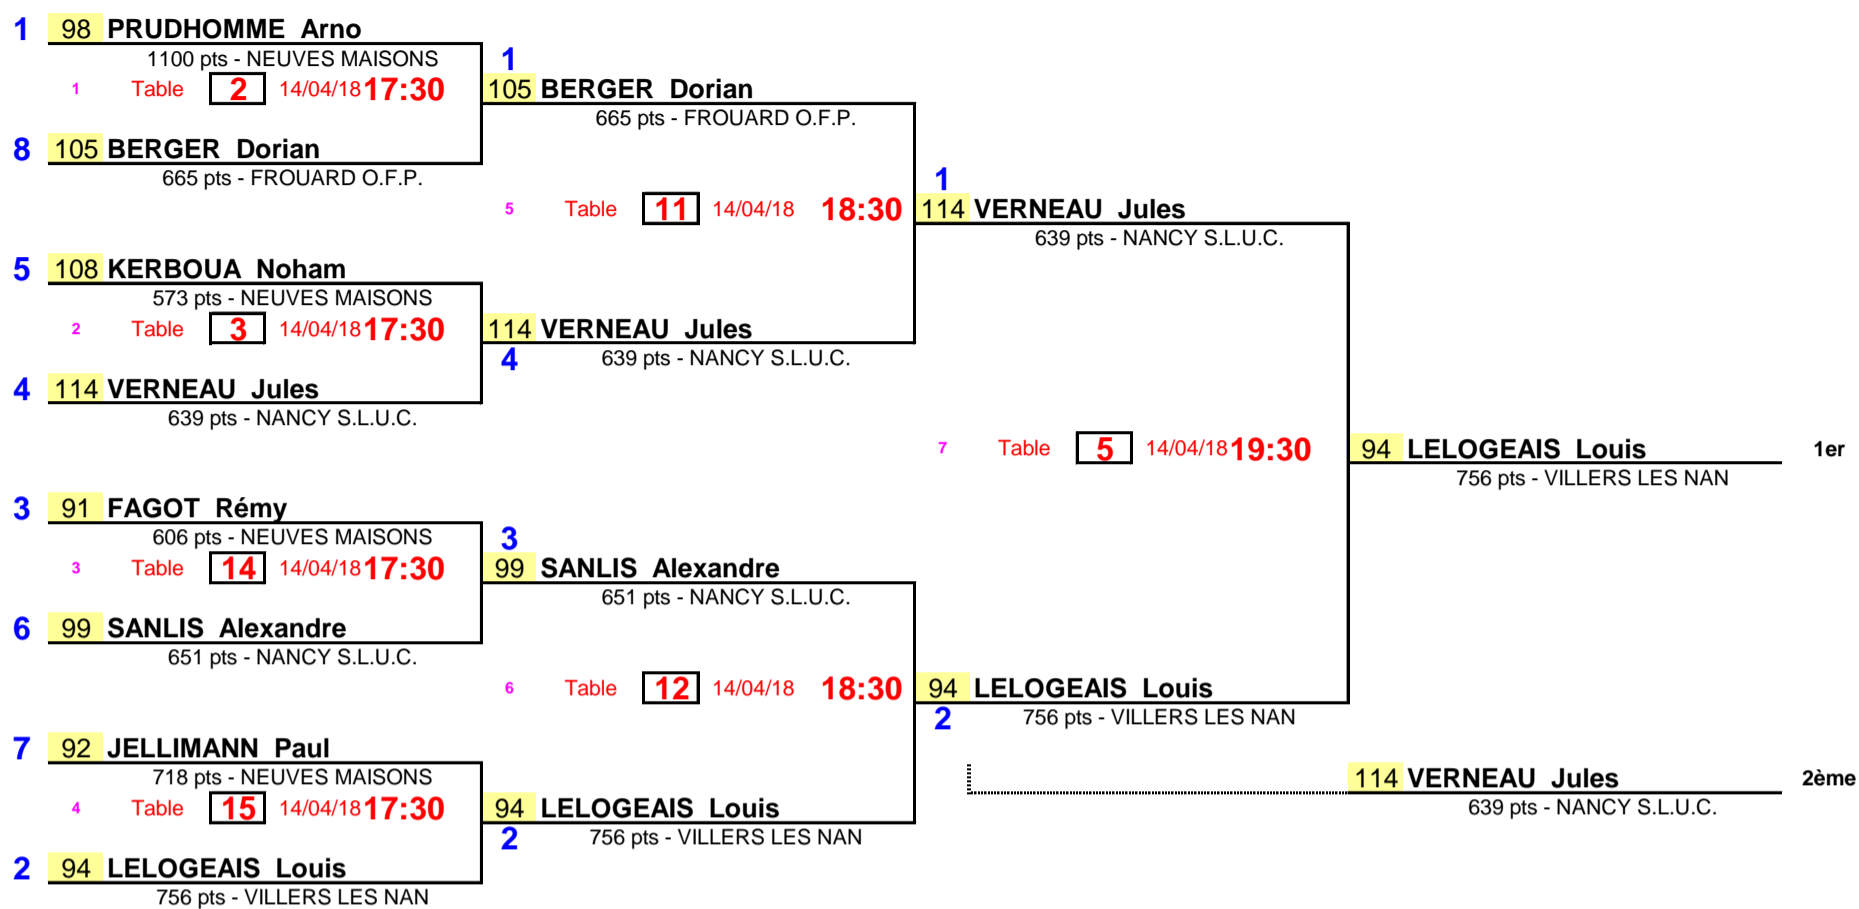 1 98 PRUDHOMME Arno
1100 pts - NEUVES MAISONS
1
1 Table 2 14/04/18 17:30
105 BERGER Dorian
665 pts - FROUARD O.F.P.
8 105 BERGER Dorian
665 pts - FROUARD O.F.P.
1
5 Table 11 14/04/18 18:30
114 VERNEAU Jules
639 pts - NANCY S.L.U.C.
5 108 KERBOUA Noham
573 pts - NEUVES MAISONS
2 Table 3 14/04/18 17:30
114 VERNEAU Jules
4
639 pts - NANCY S.L.U.C.
4 114 VERNEAU Jules
639 pts - NANCY S.L.U.C.
7 Table 5 14/04/18 19:30
94 LELOGEAIS Louis 1er
756 pts - VILLERS LES NAN
3 91 FAGOT Rémy
606 pts - NEUVES MAISONS
3
3 Table 14 14/04/18 17:30
99 SANLIS Alexandre
651 pts - NANCY S.L.U.C.
6 99 SANLIS Alexandre
651 pts - NANCY S.L.U.C.
6 Table 12 14/04/18 18:30
94 LELOGEAIS Louis
2
756 pts - VILLERS LES NAN
7 92 JELLIMANN Paul
718 pts - NEUVES MAISONS
114 VERNEAU Jules 2ème
639 pts - NANCY S.L.U.C.
4 Table 15 14/04/18 17:30
94 LELOGEAIS Louis
2
756 pts - VILLERS LES NAN
2 94 LELOGEAIS Louis
756 pts - VILLERS LES NAN